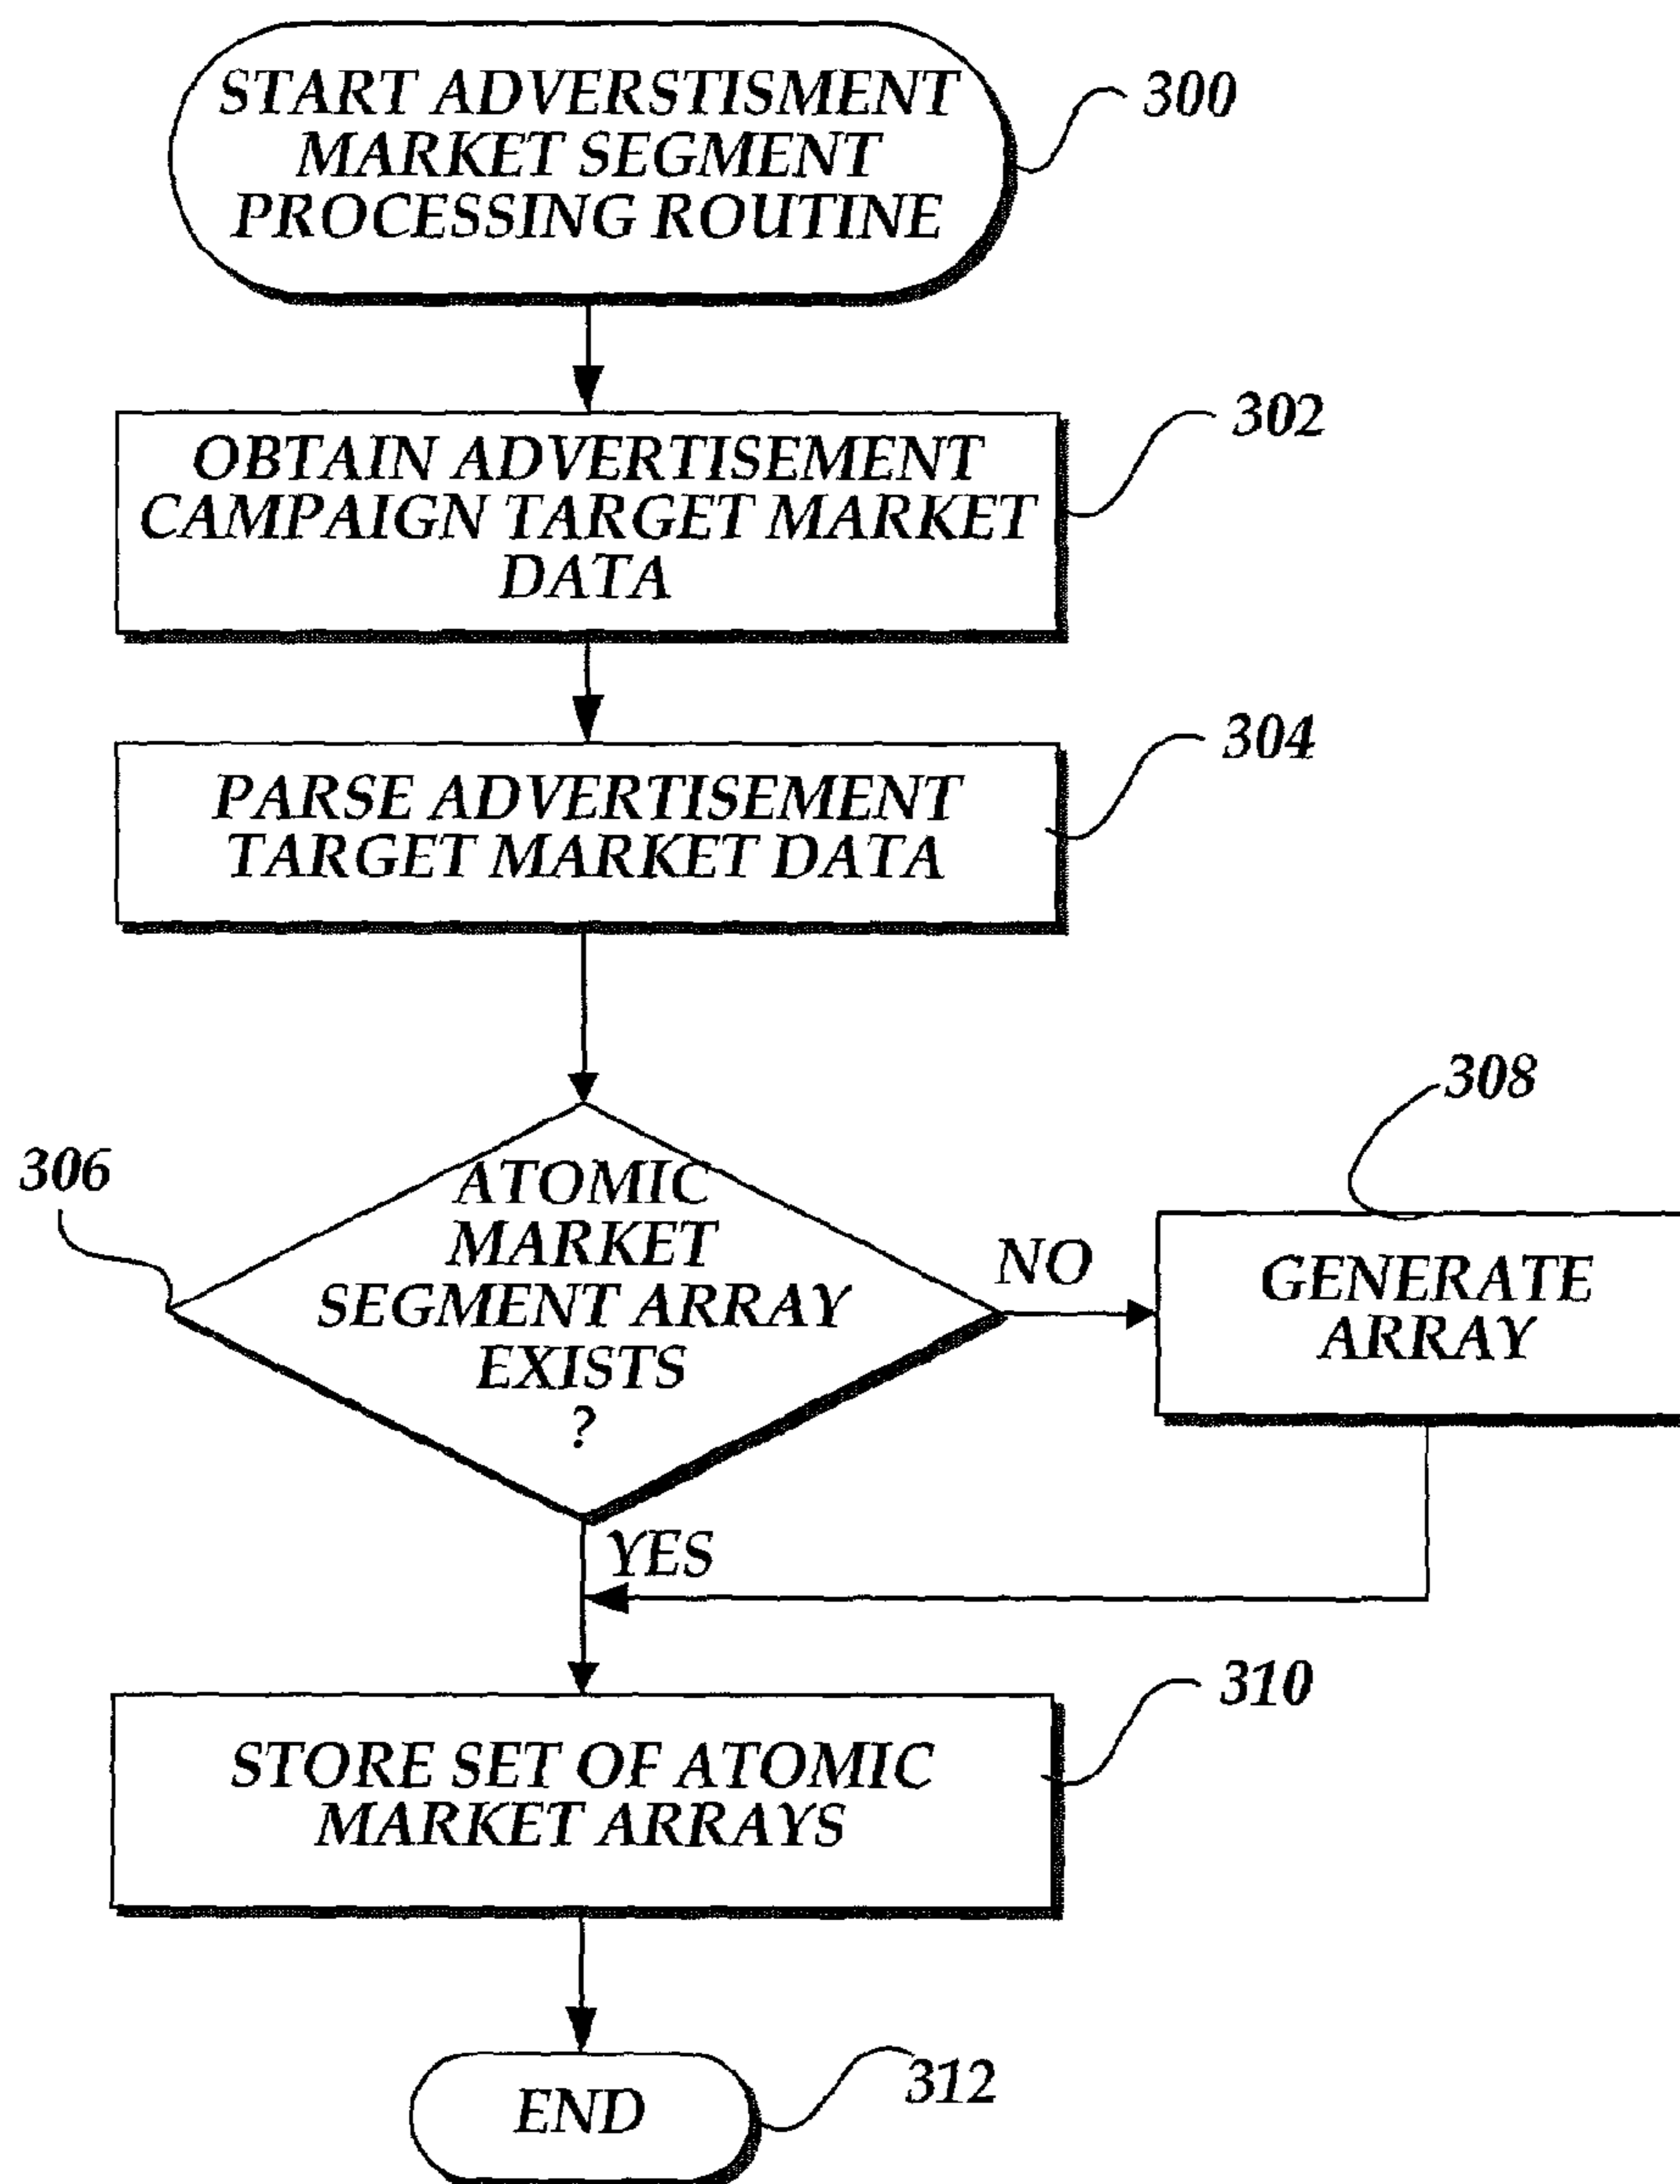 START ADVERSTISMENT
MARKET SEGMENT
PROCESSING ROUTINE
300
OBTAIN ADVERTISEMENT
CAMPAIGN TARGET MARKET
DATA
302
PARSE ADVERTISEMENT
TARGET MARKET DATA
304
306
ATOMIC
MARKET
SEGMENT ARRAY
EXISTS
?
NO
308
GENERATE
ARRAY
YES
STORE SET OF ATOMIC
MARKET ARRAYS
310
END
312